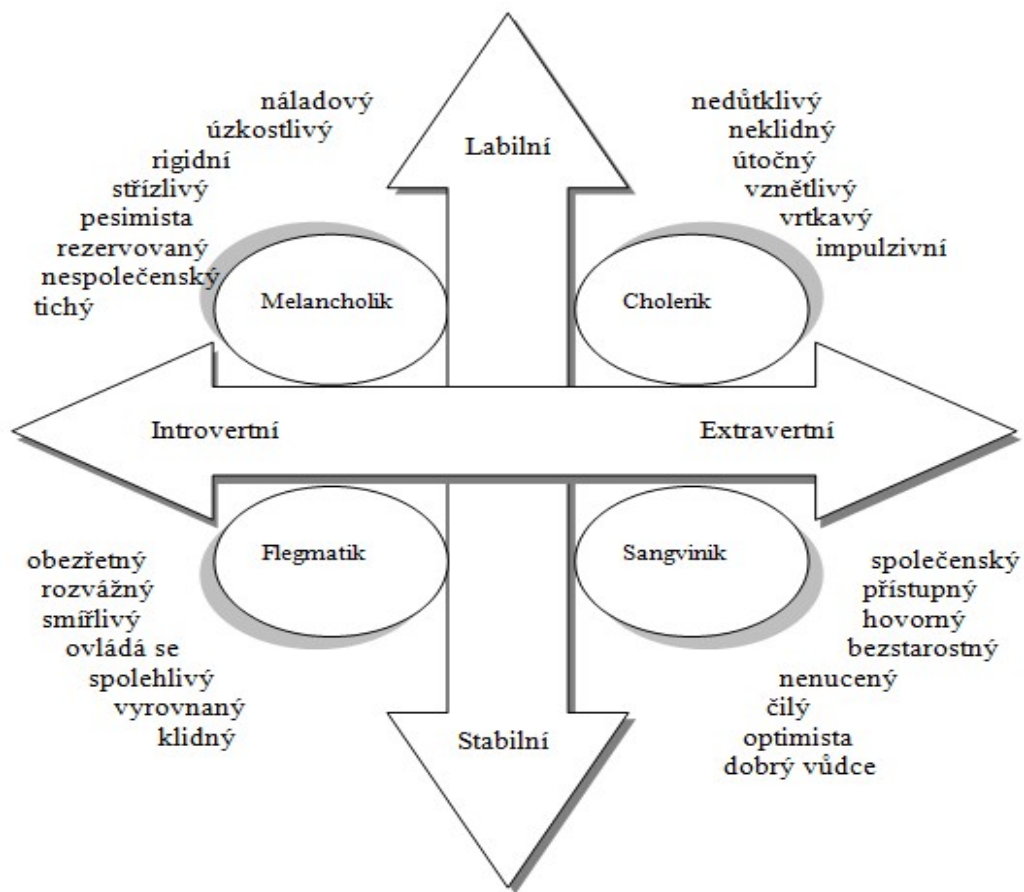 náladový
úzkostlivý
rigidní
střízlivý
pesimista
rezervovaný
nespolečenský
tichý
Labilní
nedůtklivý
neklidný
útočný
vznětlivý
vrtkavý
impulzivní
Melancholik
Cholerik
Introvertní
Extravertní
Flegmatik
Sangvinik
obezřetný
rozvážný
smířlivý
ovládá se
spolehlivý
vyrovnaný
klidný
Stabilní
společenský
přístupný
hovorný
bezstarostný
nenucený
čilý
optimista
dobrý vůdce